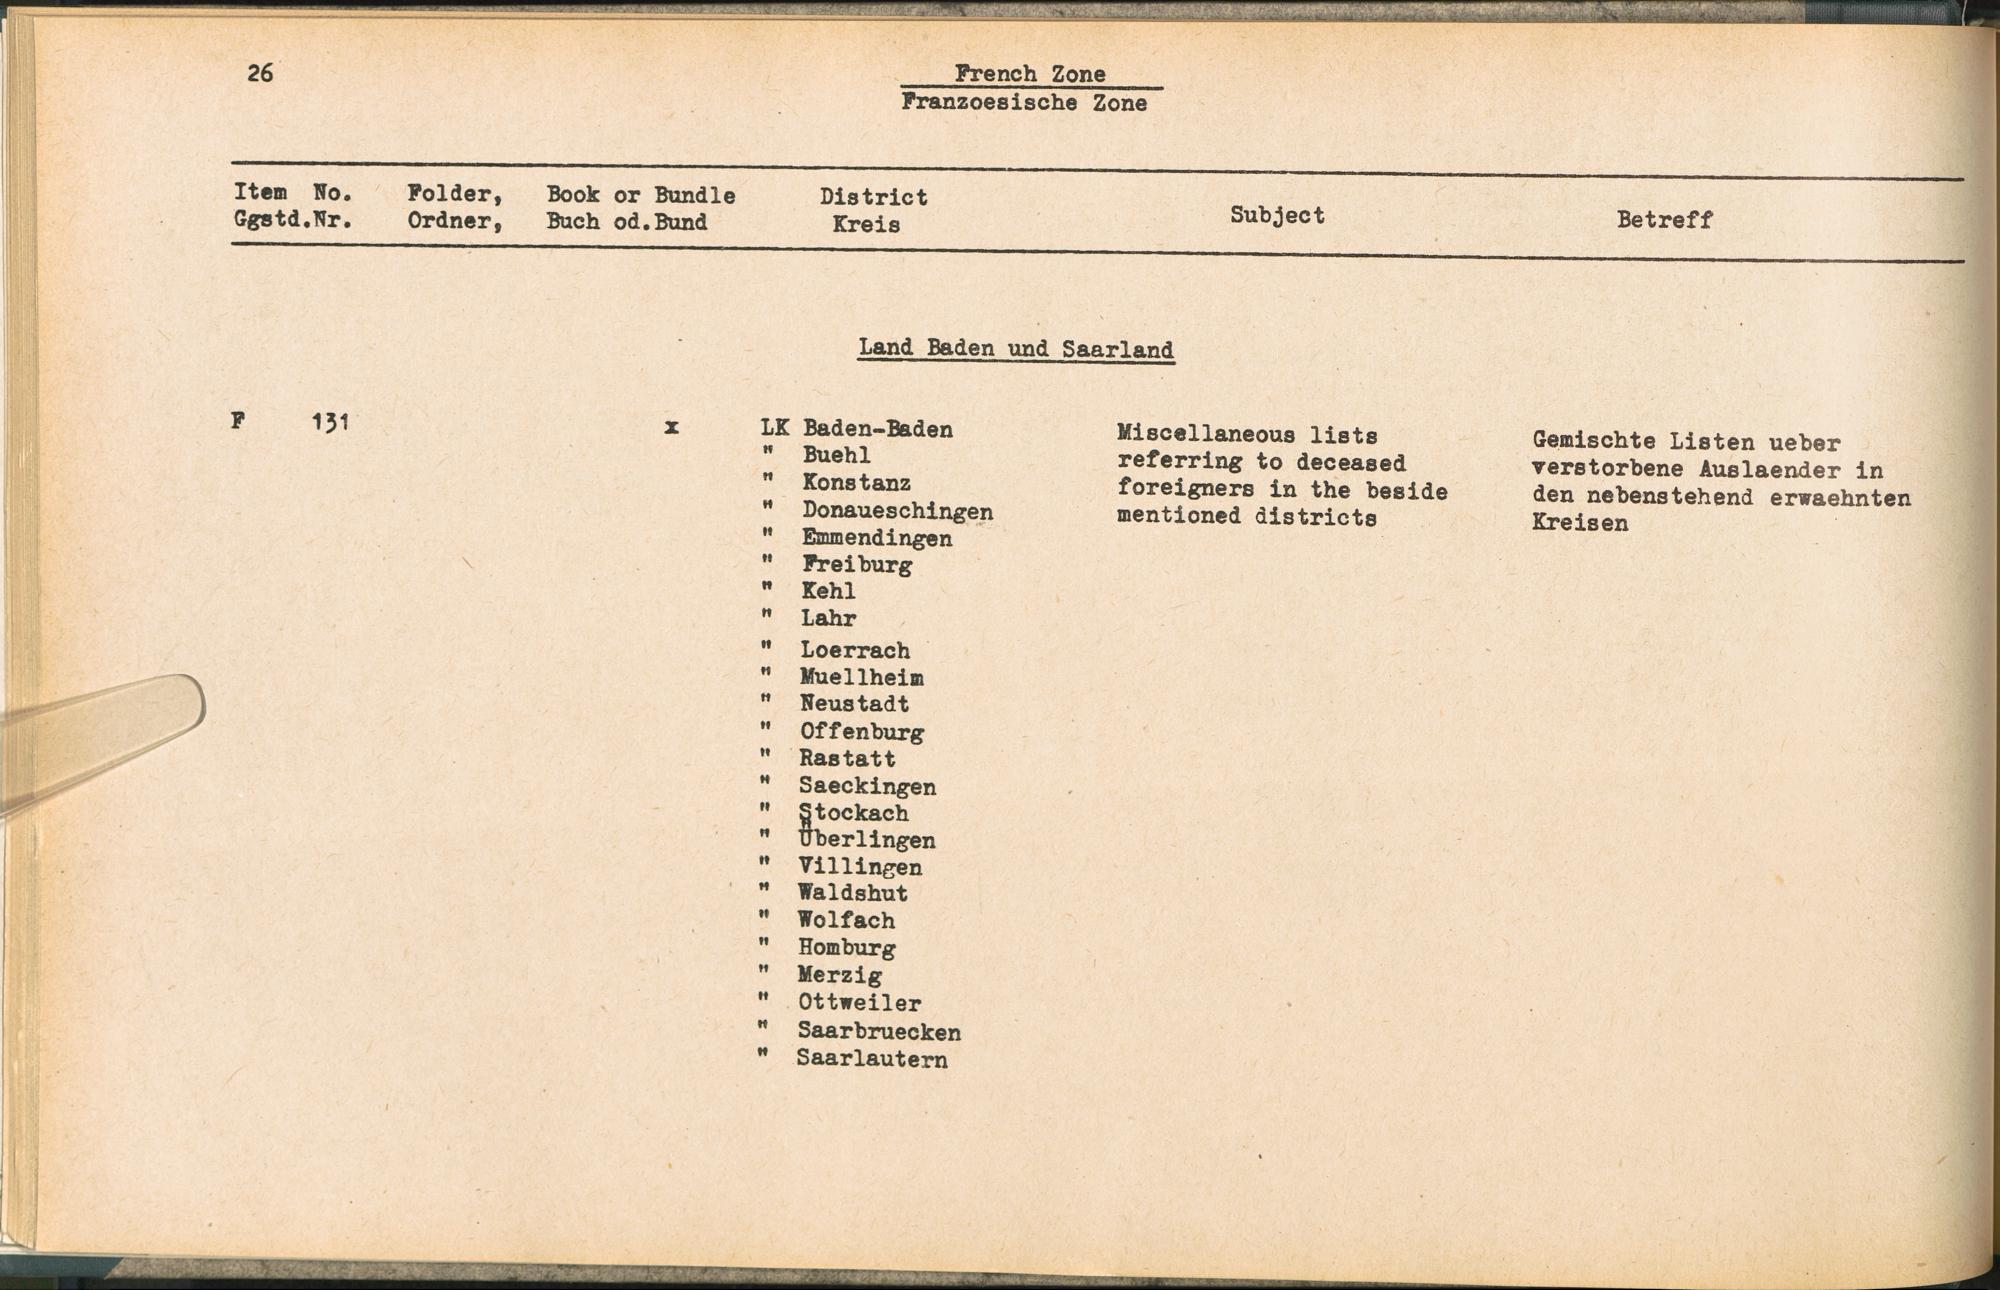 26
French Zone
Franzoesische Zone
Item No. Folder, Book or Bundle District Subject Betreff
Ggstd.Nr. Ordner, Buch od.Bund Kreis
Land Baden und Saarland
F 131 x LK Baden-Baden Miscellaneous lists Gemischte Listen ueber
" Buehl referring to deceased verstorbene Auslaender in
" Konstanz foreigners in the beside den nebenstehend erwaehnten
" Donaueschingen mentioned districts Kreisen
" Emmendingen
" Freiburg
" Kehl
" Lahr
" Loerrach
" Muellheim
" Neustadt
" Offenburg
" Rastatt
" Saeckingen
" Stockach
" Überlingen
" Villingen
" Waldshut
" Wolfach
" Homburg
" Merzig
" Ottweiler
" Saarbruecken
" Saarlautern